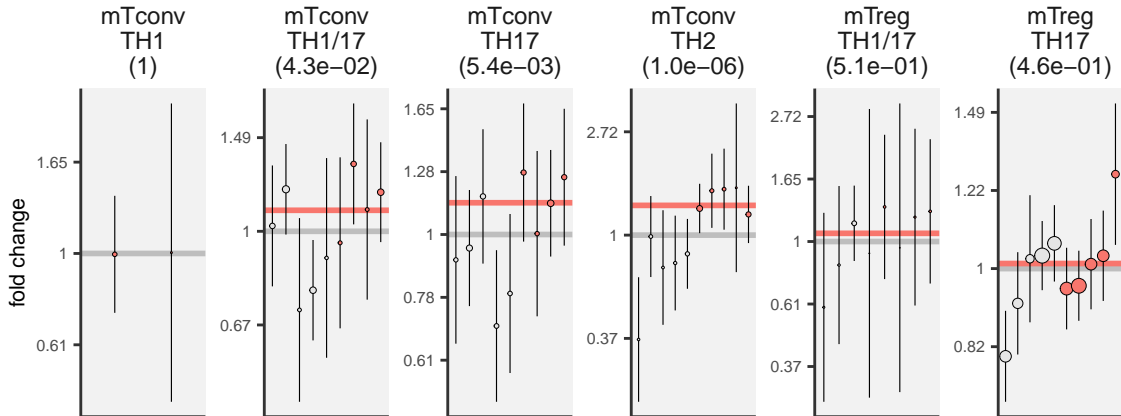 mTconv
TH1
(1)
mTconv
TH1/17
(4.3e−02)
mTconv
TH17
(5.4e−03)
mTconv
TH2
(1.0e−06)
mTreg
TH1/17
(5.1e−01)
mTreg
TH17
(4.6e−01)
fold change
1.65
1
0.61
1.49
1
0.67
1.65
1.28
1
0.78
0.61
2.72
1
0.37
2.72
1.65
1
0.61
0.37
1.49
1.22
1
0.82